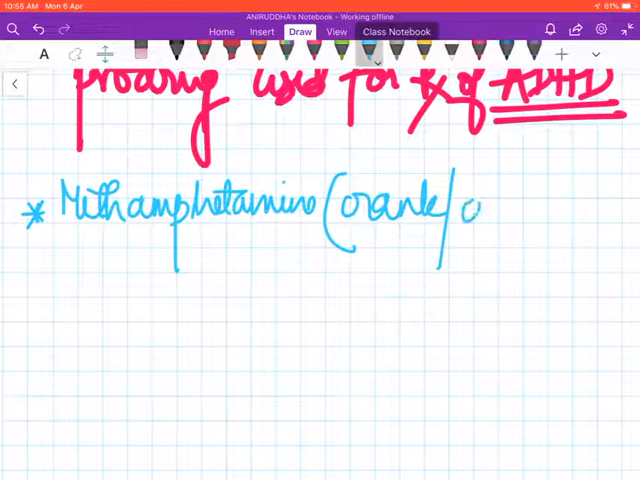 10:55 AM Mon 6 Apr
61%
ANIRUDDHA's Notebook - Working offline
Home Insert Draw View Class Notebook
A
used for Rx of ADHD
* Methamphetamine (crank/ c